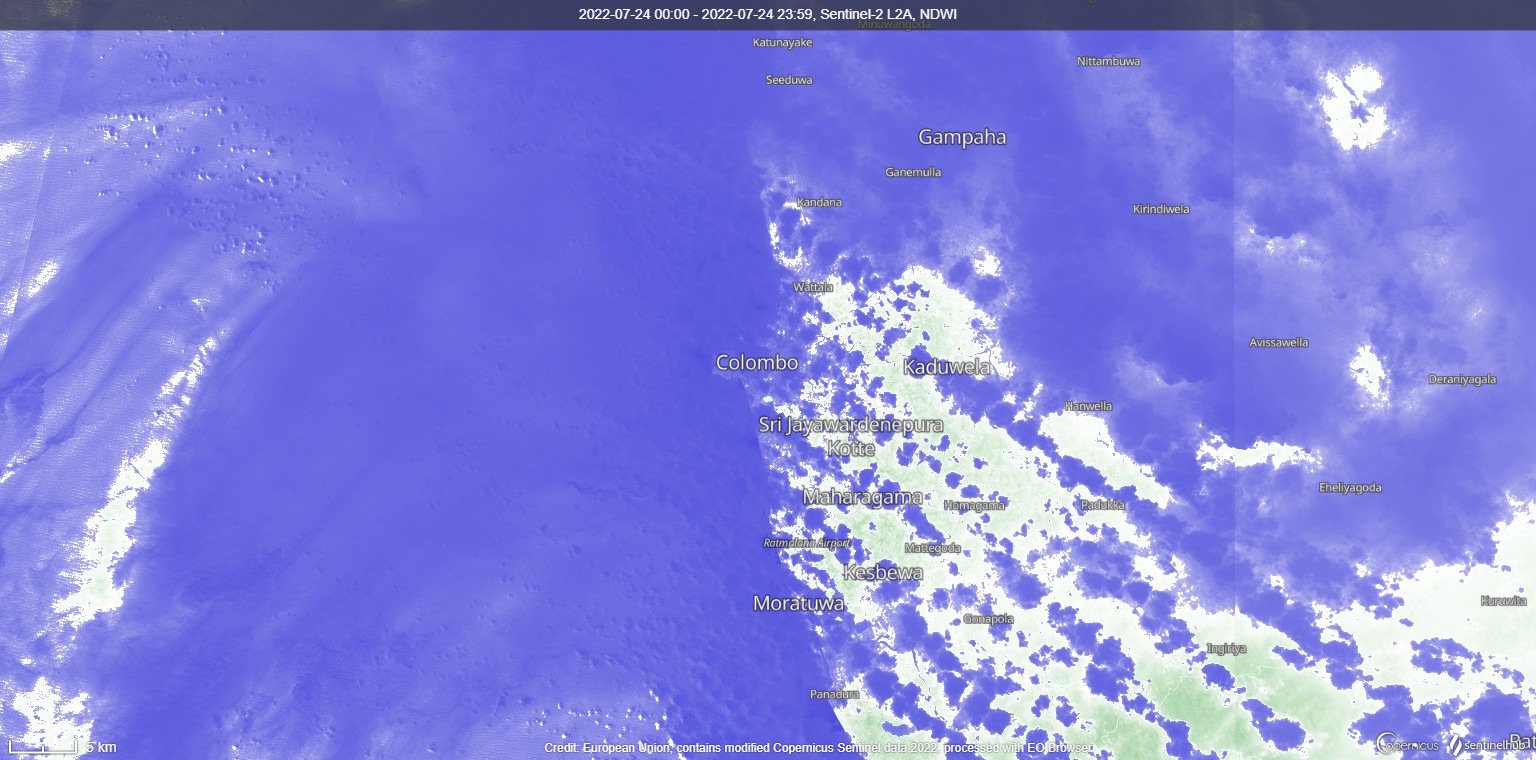 2022-07-24 00:00 - 2022-07-24 23:59, Sentinel-2 L2A, NDWI
Minuwangoda
Katunayake
Nittambuwa
Seeduwa
Gampaha
Ganemulla
Kandana
Kirindiwela
Wattala
Avissawella
Colombo
Kaduwela
Deraniyagala
Hanwella
Sri Jayawardenepura
Kotte
Eheliyagoda
Maharagama
Homagama
Padukka
Ratmalana Airport
Mattegoda
Kesbewa
Moratuwa
Kuruwita
Gonapola
Ingiriya
Panadura
5 km
Credit: European Union, contains modified Copernicus Sentinel data 2022, processed with EO Browser
opernicus
sentinelhub
Rat